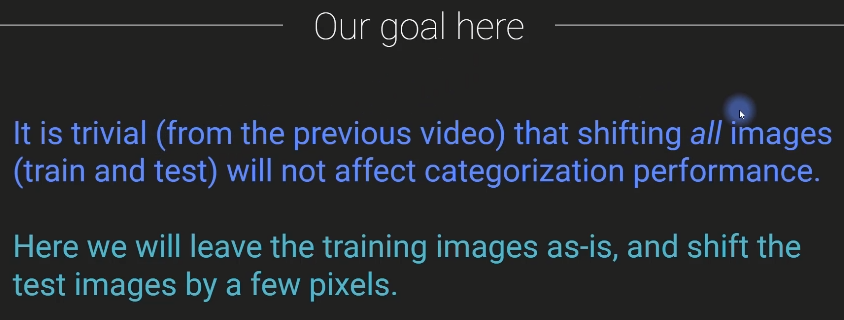 Our goal here
It is trivial (from the previous video) that shifting all images
(train and test) will not affect categorization performance.
Here we will leave the training images as-is, and shift the
test images by a few pixels.